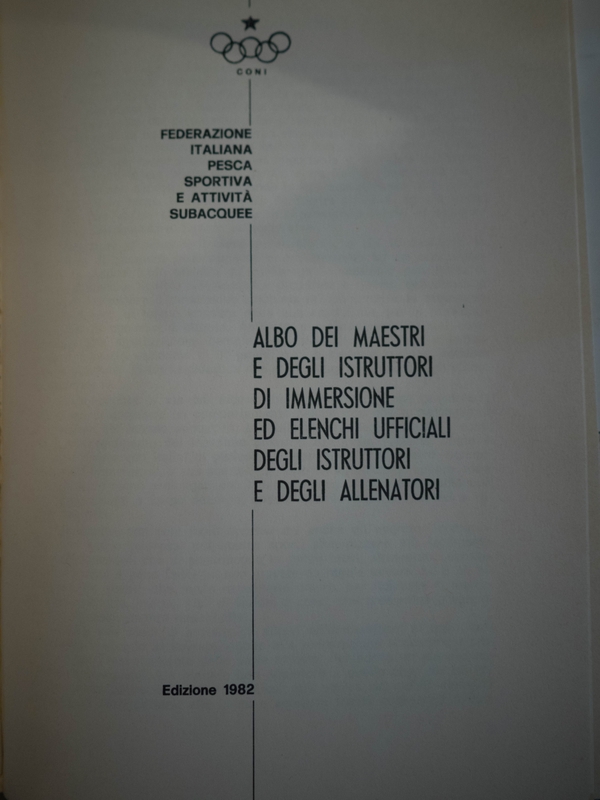 CONI
FEDERAZIONE
ITALIANA
PESCA
SPORTIVA
E ATTIVITÀ
SUBACQUEE
ALBO DEI MAESTRI
E DEGLI ISTRUTTORI
DI IMMERSIONE
ED ELENCHI UFFICIALI
DEGLI ISTRUTTORI
E DEGLI ALLENATORI
Edizione 1982